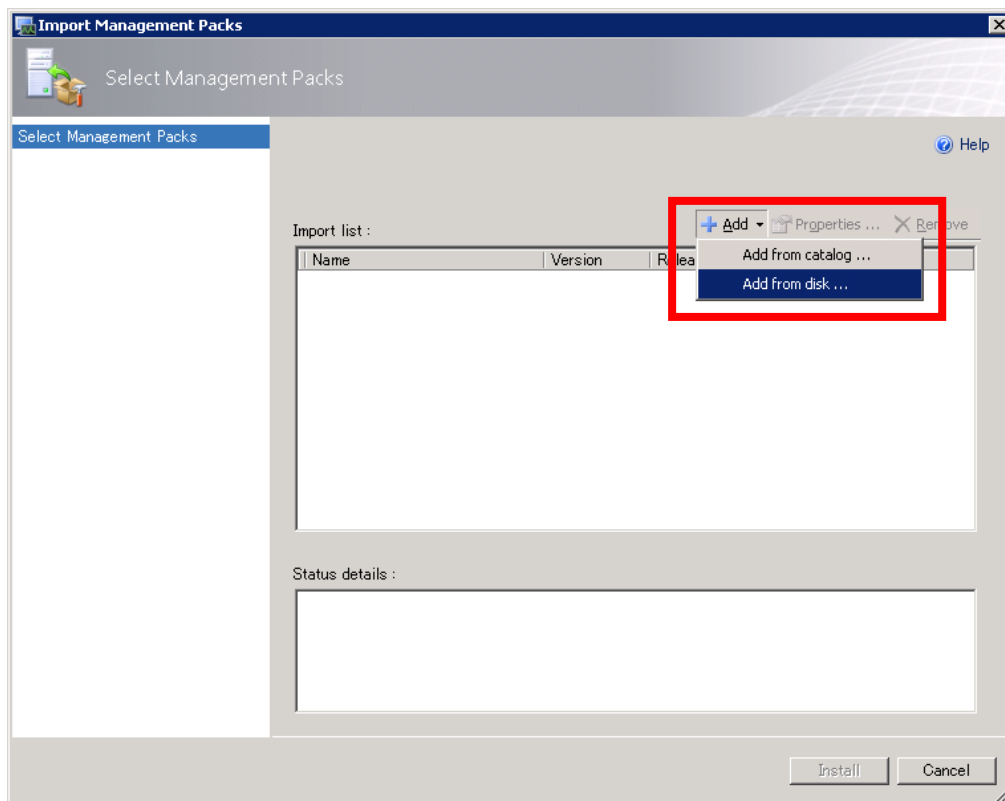 Import Management Packs
Select Management Packs
Select Management Packs
Help
Import list :
Add Properties ... Remove
Name Version
Add from catalog ...
Add from disk ...
Status details :
Install Cancel